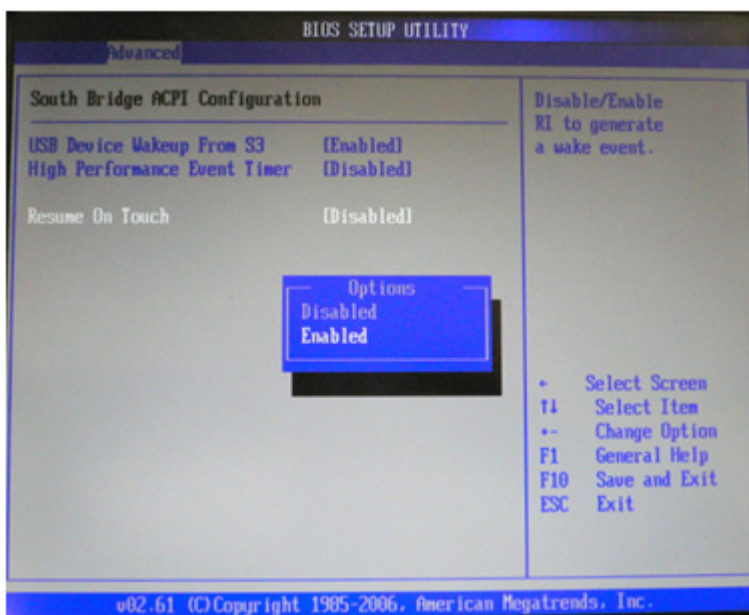 BIOS SETUP UTILITY
Advanced
South Bridge ACPI Configuration
USB Device Wakeup From S3 [Enabled]
High Performance Event Timer [Disabled]
Resume On Touch [Disabled]
Options
Disabled
Enabled
Disable/Enable
RI to generate
a wake event.
← Select Screen
↑↓ Select Item
+- Change Option
F1 General Help
F10 Save and Exit
ESC Exit
v02.61 (C)Copyright 1985-2006, American Megatrends, Inc.